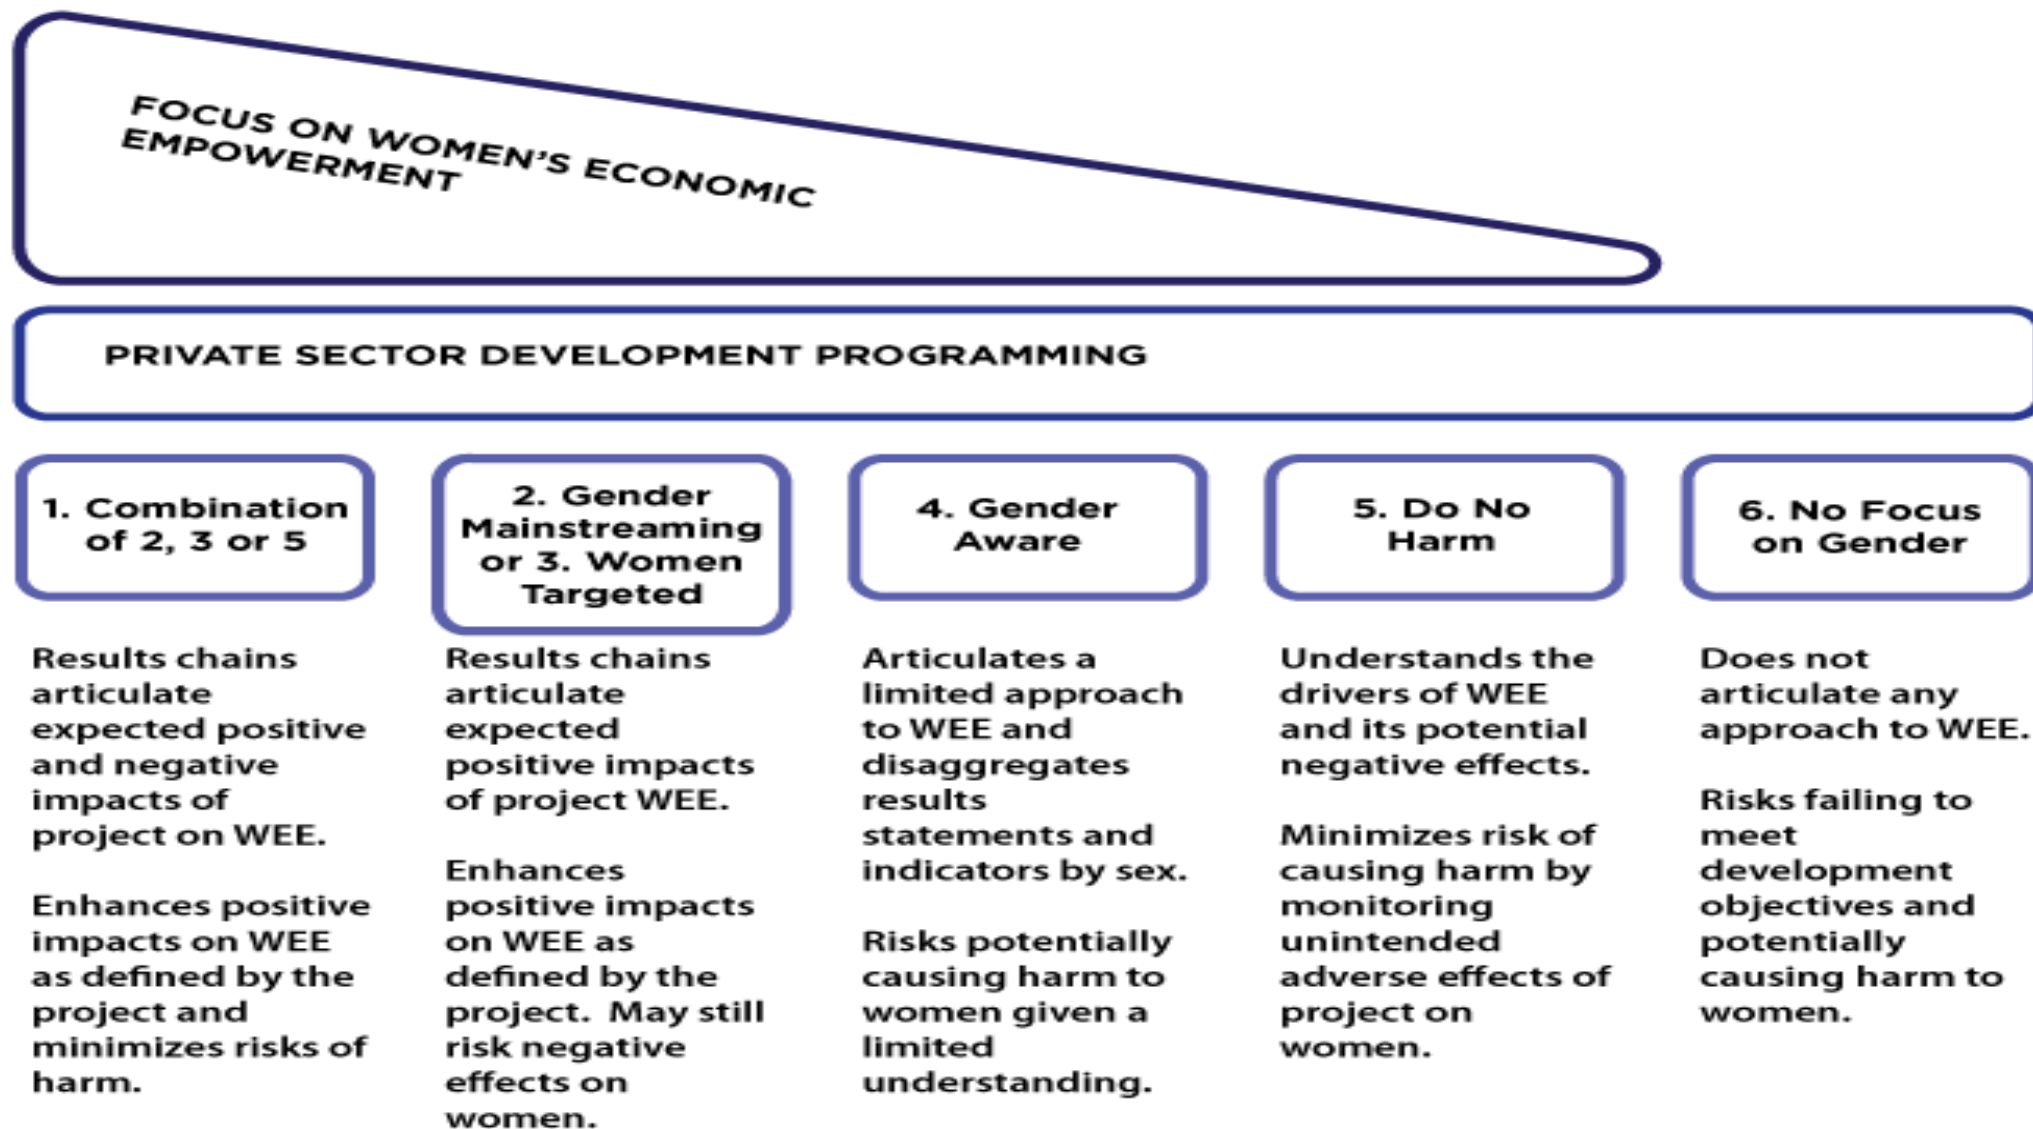 FOCUS ON WOMEN'S ECONOMIC
EMPOWERMENT
PRIVATE SECTOR DEVELOPMENT PROGRAMMING
1. Combination
of 2, 3 or 5
Results chains
articulate
expected positive
and negative
impacts of
project on WEE.
Enhances positive
impacts on WEE
as defined by the
project and
minimizes risks of
harm.
2. Gender
Mainstreaming
or 3. Women
Targeted
Results chains
articulate
expected
positive impacts
of project WEE.
Enhances
positive impacts
on WEE as
defined by the
project. May still
risk negative
effects on
women.
4. Gender
Aware
Articulates a
limited approach
to WEE and
disaggregates
results
statements and
indicators by sex.
Risks potentially
causing harm to
women given a
limited
understanding.
5. Do No
Harm
Understands the
drivers of WEE
and its potential
negative effects.
Minimizes risk of
causing harm by
monitoring
unintended
adverse effects of
project on
women.
6. No Focus
on Gender
Does not
articulate any
approach to WEE.
Risks failing to
meet
development
objectives and
potentially
causing harm to
women.